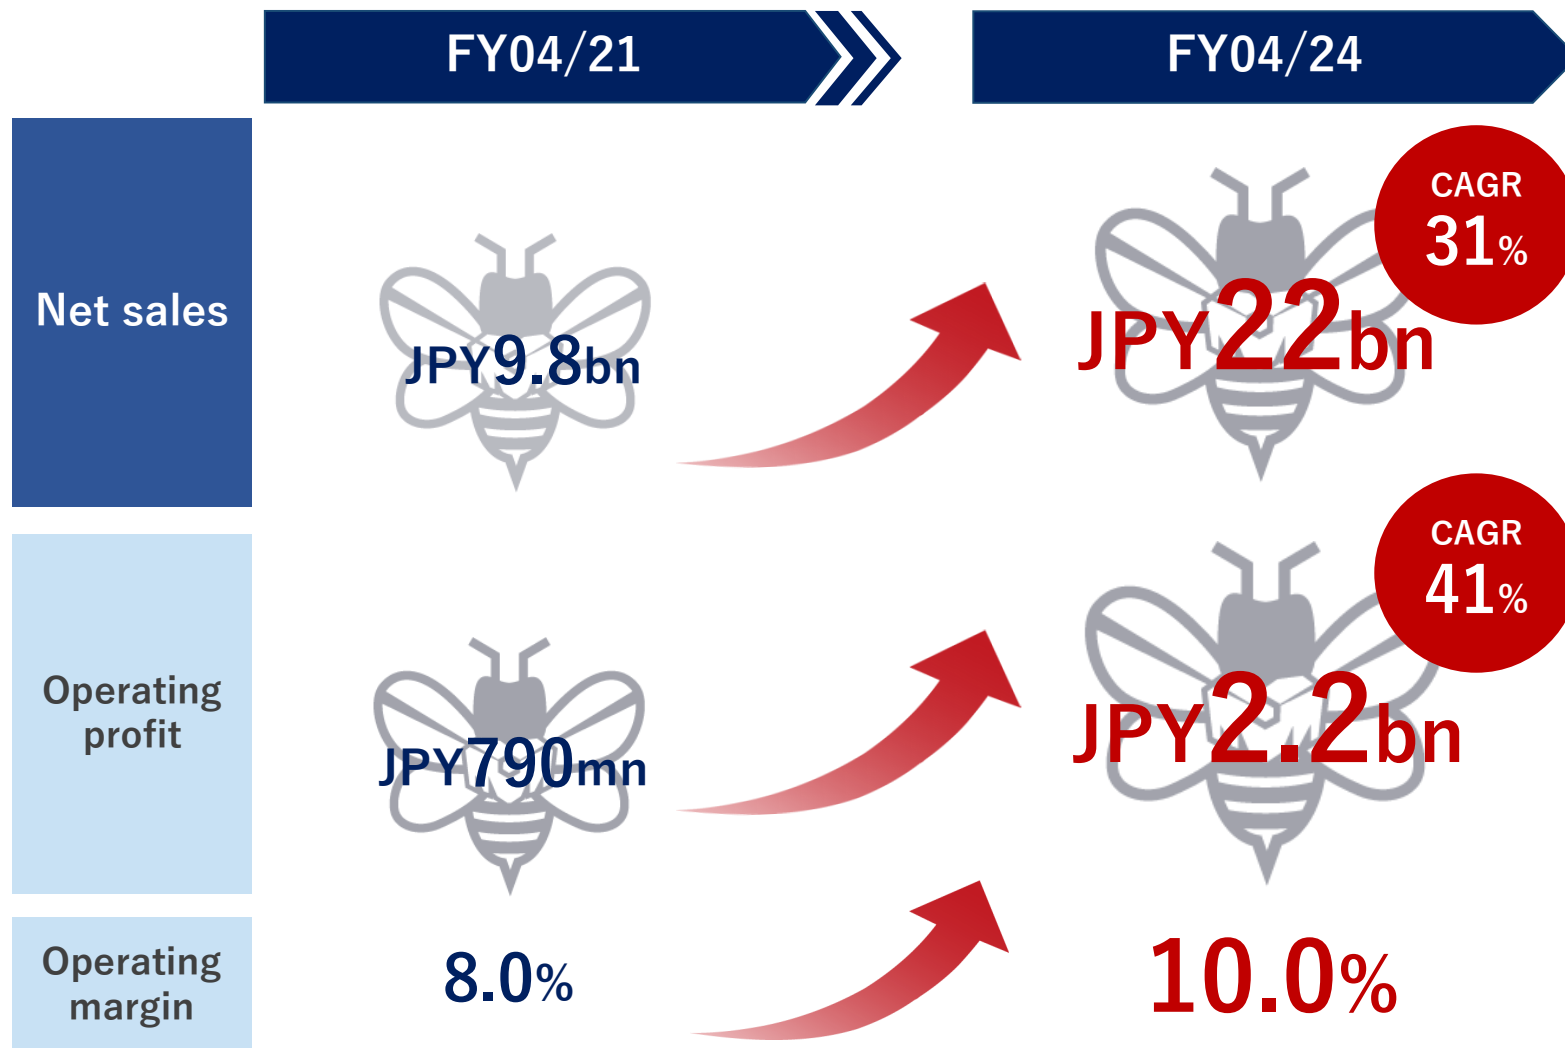 FY04/21
FY04/24
Net sales
JPY9.8bn
JPY22bn
CAGR
31%
Operating
profit
JPY790mn
JPY2.2bn
CAGR
41%
Operating
margin
8.0%
10.0%